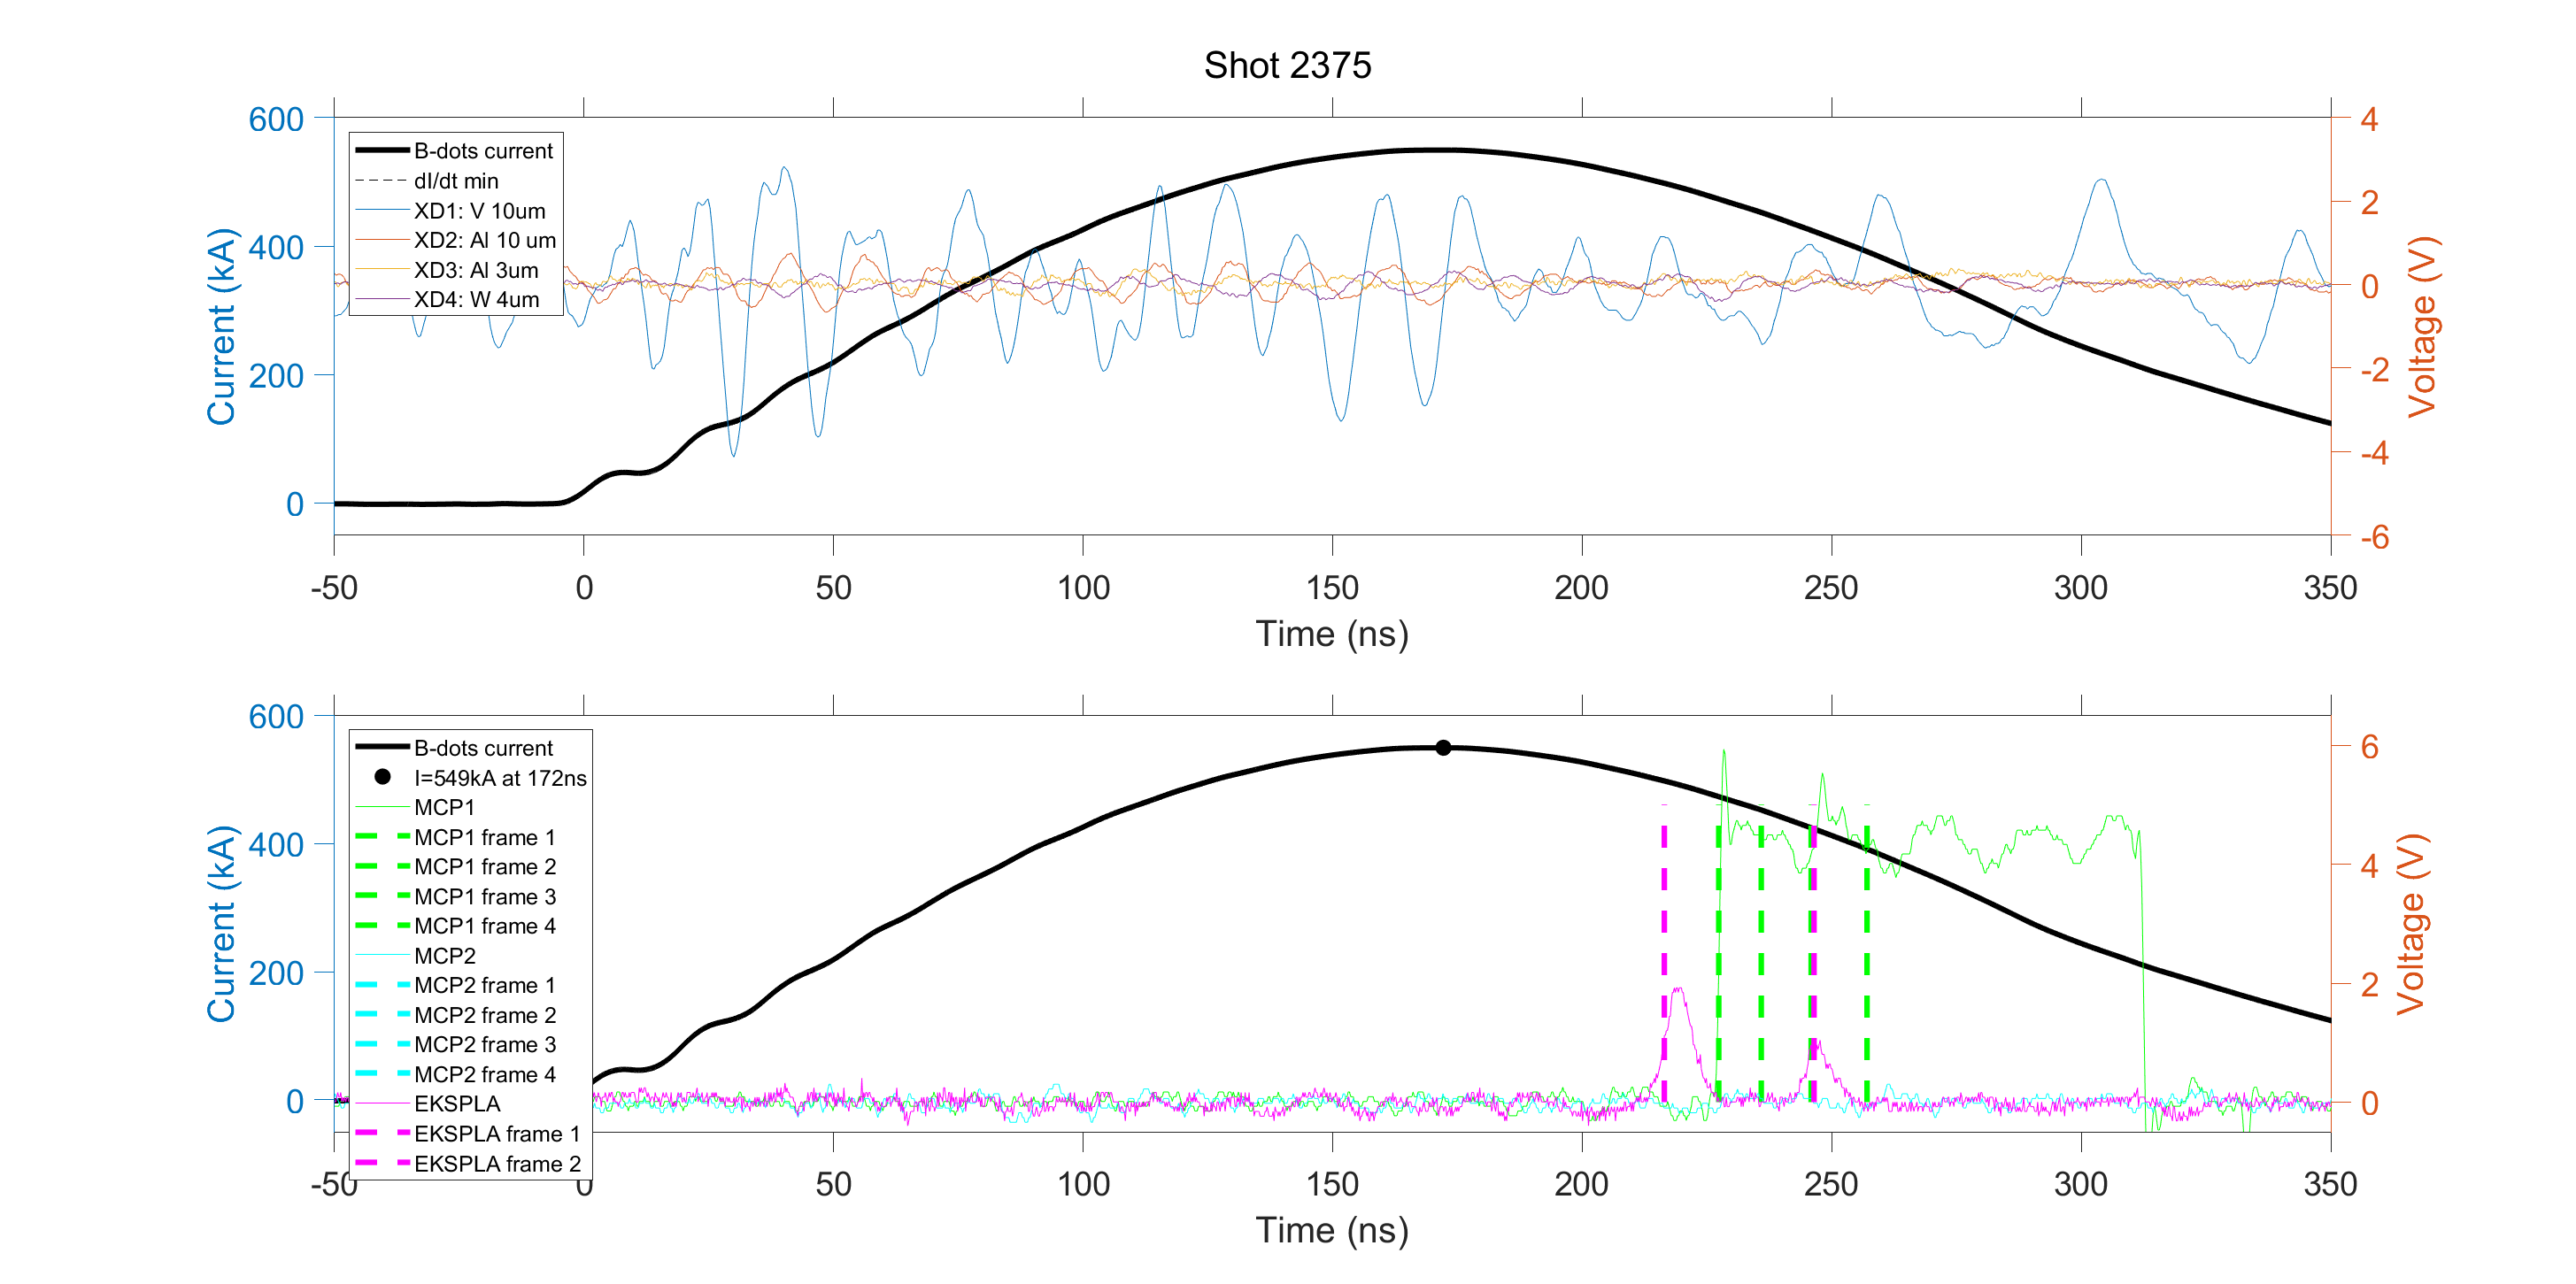 Shot 2375
600
400
200
0
Current (kA)
B-dots current
dI/dt min
XD1: V 10um
XD2: Al 10 um
XD3: Al 3um
XD4: W 4um
4
2
0
-2
-4
-6
Voltage (V)
-50 0 50 100 150 200 250 300 350
Time (ns)
600
400
200
0
Current (kA)
B-dots current
I=549kA at 172ns
MCP1
MCP1 frame 1
MCP1 frame 2
MCP1 frame 3
MCP1 frame 4
MCP2
MCP2 frame 1
MCP2 frame 2
MCP2 frame 3
MCP2 frame 4
EKSPLA
EKSPLA frame 1
EKSPLA frame 2
6
4
2
0
Voltage (V)
-50 0 50 100 150 200 250 300 350
Time (ns)